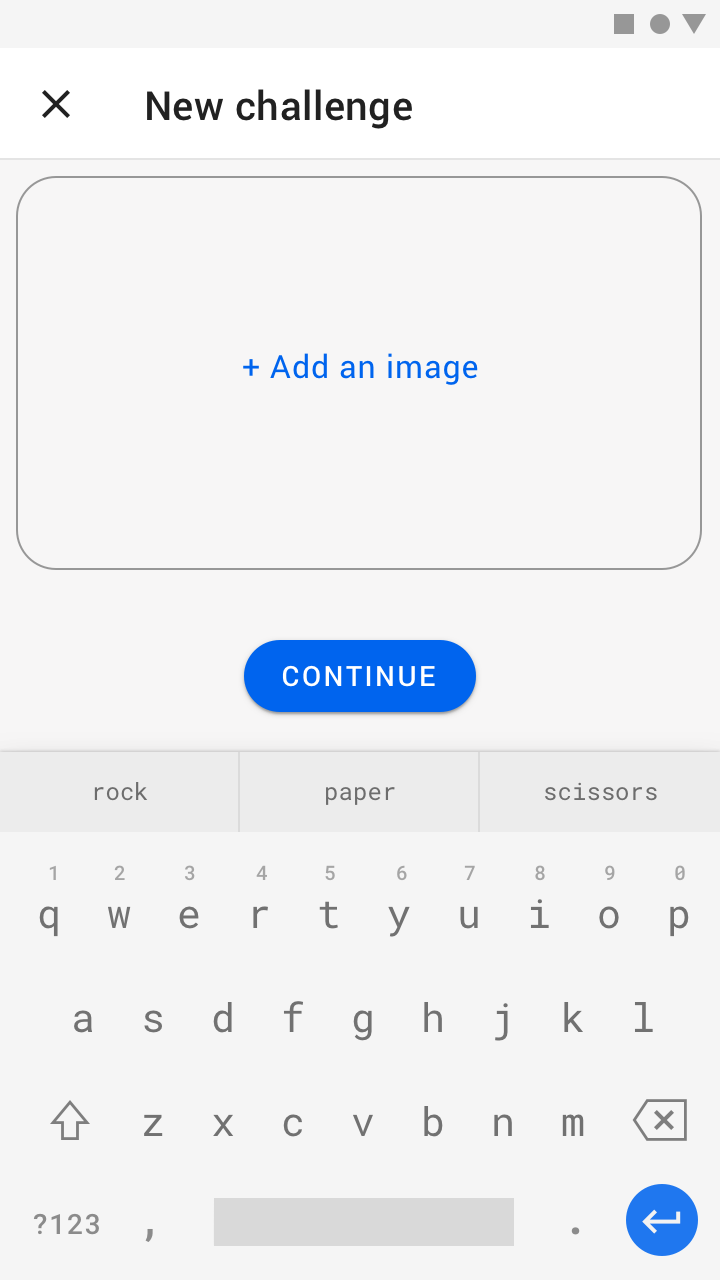 New challenge
+ Add an image
CONTINUE
rock paper scissors
1 2 3 4 5 6 7 8 9 0
q w e r t y u i o p
a s d f g h j k l
z x c v b n m
?123 , .